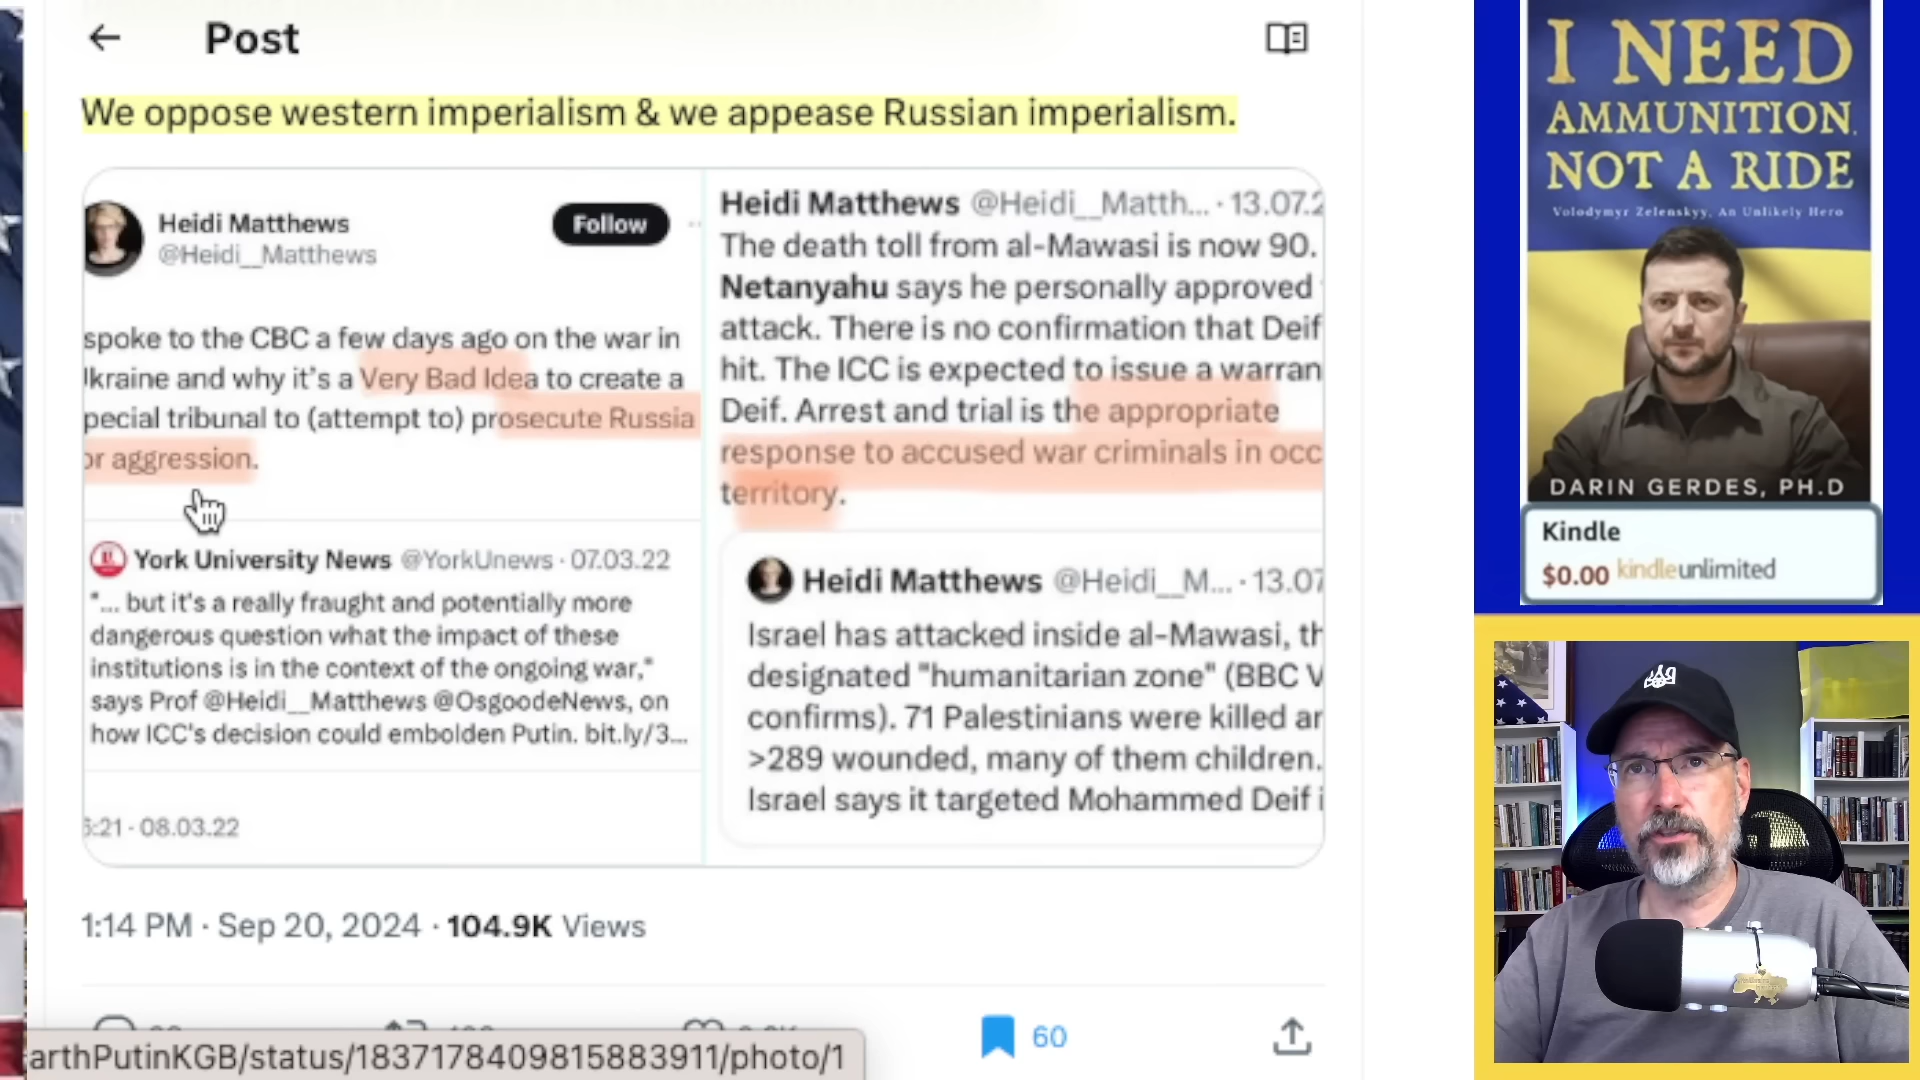 Post
We oppose western imperialism & we appease Russian imperialism.
Heidi Matthews
@Heidi__Matthews
Follow
spoke to the CBC a few days ago on the war in
kraine and why it's a Very Bad Idea to create a
pecial tribunal to (attempt to) prosecute Russia
or aggression.
York University News @YorkUnews · 07.03.22
"... but it's a really fraught and potentially more
dangerous question what the impact of these
institutions is in the context of the ongoing war,"
says Prof @Heidi__Matthews @OsgoodeNews, on
how ICC's decision could embolden Putin. bit.ly/3...
:21 · 08.03.22
Heidi Matthews @Heidi__Matth... · 13.07.2
The death toll from al-Mawasi is now 90.
Netanyahu says he personally approved
attack. There is no confirmation that Deif
hit. The ICC is expected to issue a warran
Deif. Arrest and trial is the appropriate
response to accused war criminals in occ
territory.
Heidi Matthews @Heidi__M... · 13.07
Israel has attacked inside al-Mawasi, th
designated "humanitarian zone" (BBC V
confirms). 71 Palestinians were killed ar
>289 wounded, many of them children.
Israel says it targeted Mohammed Deif i
1:14 PM · Sep 20, 2024 · 104.9K Views
60
arthPutinKGB/status/1837178409815883911/photo/1
I NEED
AMMUNITION,
NOT A RIDE
Volodymyr Zelenskyy, An Unlikely Hero
DARIN GERDES, PH.D
Kindle
$0.00 kindleunlimited